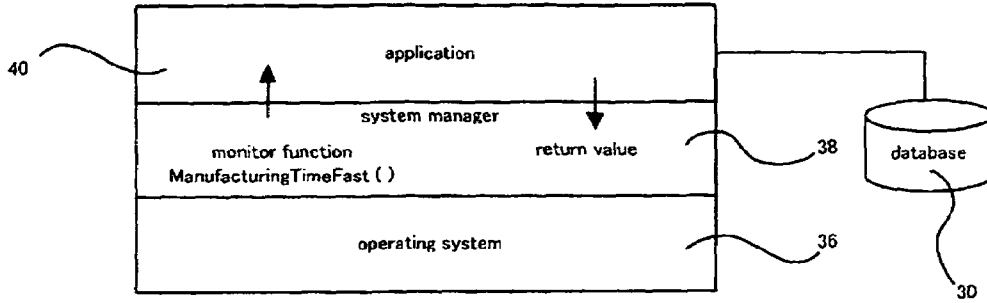 application
40
system manager
monitor function
ManufacturingTimeFast ( )
return value
38
database
operating system
36
30